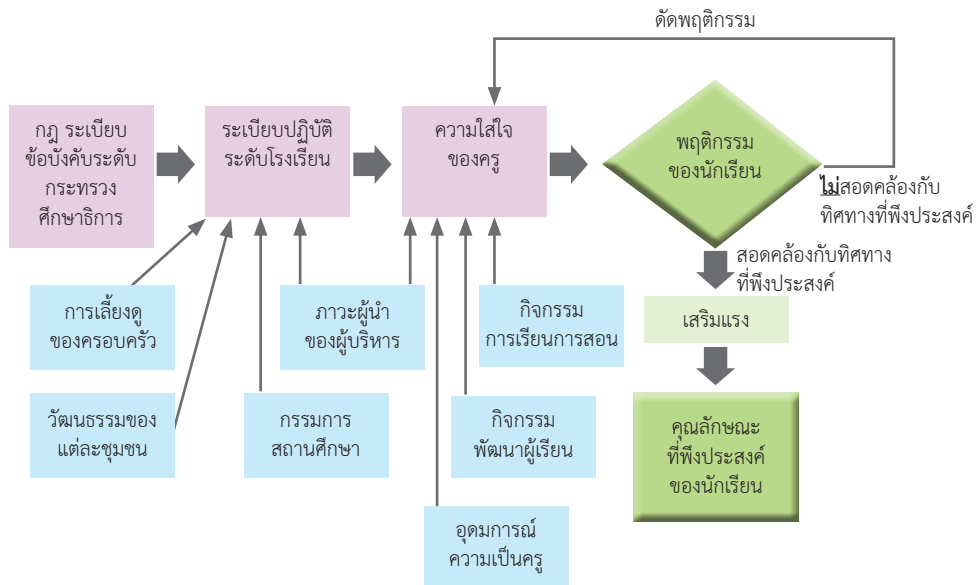 ดัดพฤติกรรม
กฎ ระเบียบ
ข้อบังคับระดับ
กระทรวง
ศึกษาธิการ
ระเบียบปฏิบัติ
ระดับโรงเรียน
ความใส่ใจ
ของครู
พฤติกรรม
ของนักเรียน
ไม่สอดคล้องกับ
ทิศทางที่พึงประสงค์
สอดคล้องกับทิศทาง
ที่พึงประสงค์
การเลี้ยงดู
ของครอบครัว
ภาวะผู้นำ
ของผู้บริหาร
กิจกรรม
การเรียนการสอน
เสริมแรง
วัฒนธรรมของ
แต่ละชุมชน
กรรมการ
สถานศึกษา
กิจกรรม
พัฒนาผู้เรียน
คุณลักษณะ
ที่พึงประสงค์
ของนักเรียน
อุดมการณ์
ความเป็นครู